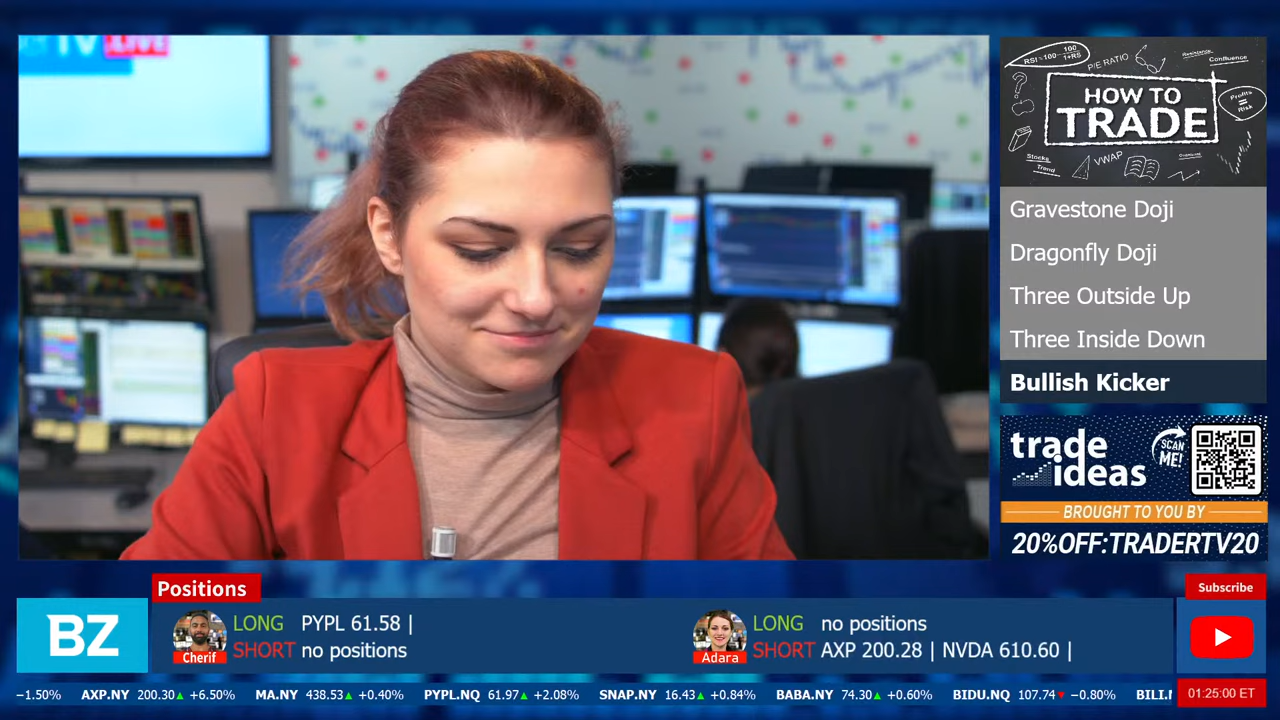 TV LIVE
RSI=100- 100
1+RS
P/E RATIO
Resistance
Confluence
HOW TO
TRADE
Profits
=
Risk
Stocks
Trend
VWAP
Gravestone Doji
Dragonfly Doji
Three Outside Up
Three Inside Down
Bullish Kicker
trade
ideas
SCAN
ME!
BROUGHT TO YOU BY
20%OFF:TRADERTV20
Positions
Subscribe
BZ
Cherif
LONG PYPL 61.58 |
SHORT no positions
Adara
LONG no positions
SHORT AXP 200.28 | NVDA 610.60 |
−1.50% AXP.NY 200.30▲ +6.50% MA.NY 438.53▲ +0.40% PYPL.NQ 61.97▲ +2.08% SNAP.NY 16.43▲ +0.84% BABA.NY 74.30▲ +0.60% BIDU.NQ 107.74▼ −0.80% BILI.N
01:25:00 ET